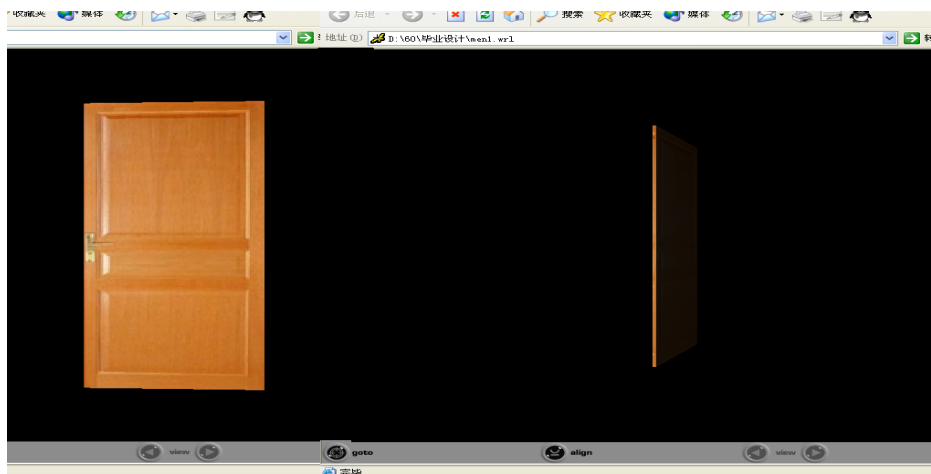 收藏夹 媒体
后退 搜索 收藏夹 媒体
地址(D) D:\60\毕业设计\men1.wrl 转
view goto align view
完毕